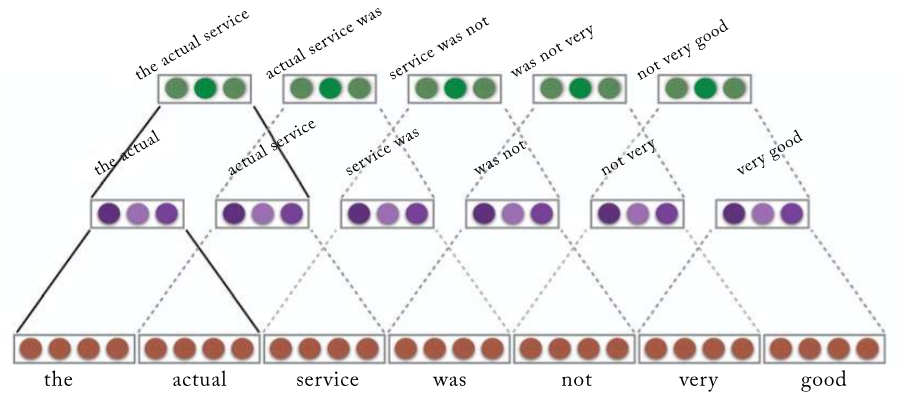 the actual service
actual service was
service was not
was not very
not very good
the actual
actual service
service was
was not
not very
very good
the
actual
service
was
not
very
good